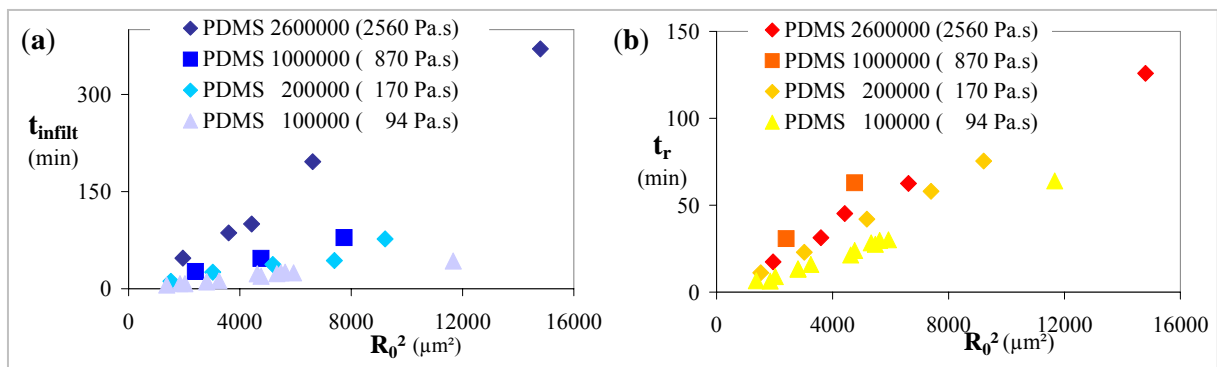 (a)
PDMS 2600000 (2560 Pa.s)
PDMS 1000000 ( 870 Pa.s)
PDMS 200000 ( 170 Pa.s)
PDMS 100000 ( 94 Pa.s)
300
t_infilt
(min)
150
0
0 4000 8000 12000 16000
R₀² (µm²)
(b)
150
PDMS 2600000 (2560 Pa.s)
PDMS 1000000 ( 870 Pa.s)
PDMS 200000 ( 170 Pa.s)
PDMS 100000 ( 94 Pa.s)
100
t_r
(min)
50
0
0 4000 8000 12000 16000
R₀² (µm²)